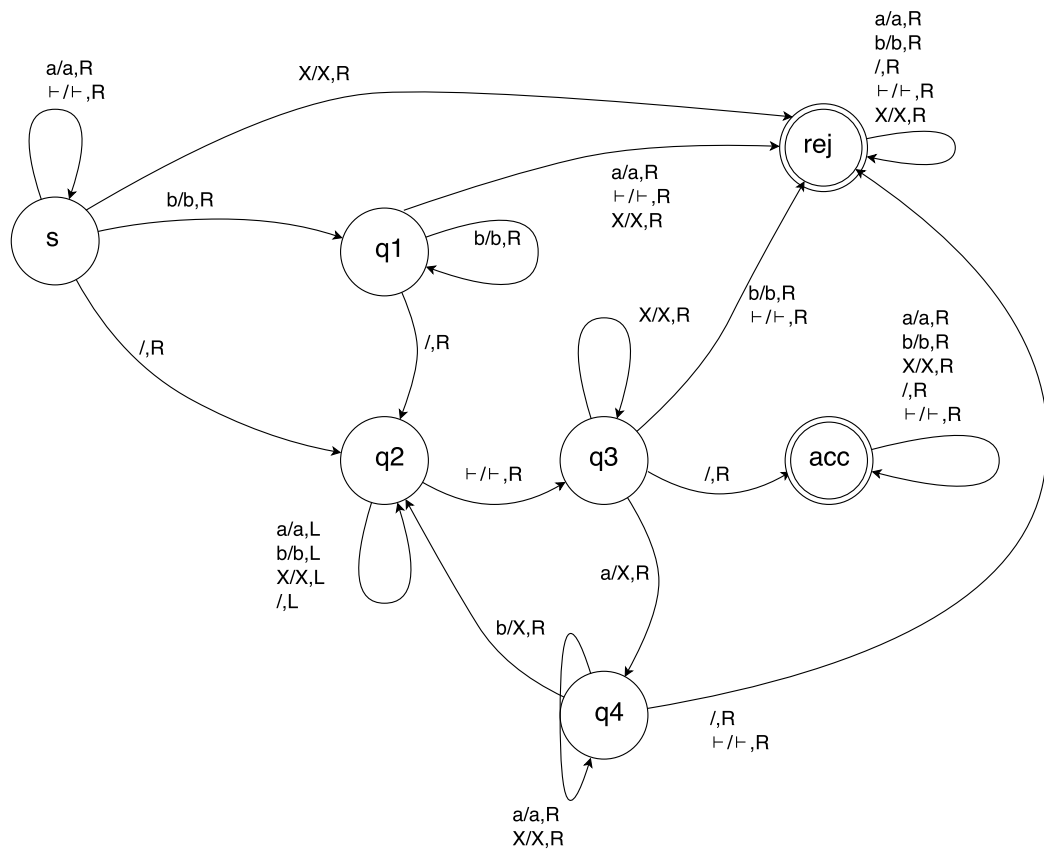 a/a,R
⊢/⊢,R
s
X/X,R
a/a,R
b/b,R
/,R
⊢/⊢,R
X/X,R
rej
b/b,R
a/a,R
⊢/⊢,R
X/X,R
q1
b/b,R
/,R
/,R
X/X,R
b/b,R
⊢/⊢,R
a/a,R
b/b,R
X/X,R
/,R
⊢/⊢,R
q2
⊢/⊢,R
q3
/,R
acc
a/a,L
b/b,L
X/X,L
/,L
a/X,R
b/X,R
q4
/,R
⊢/⊢,R
a/a,R
X/X,R